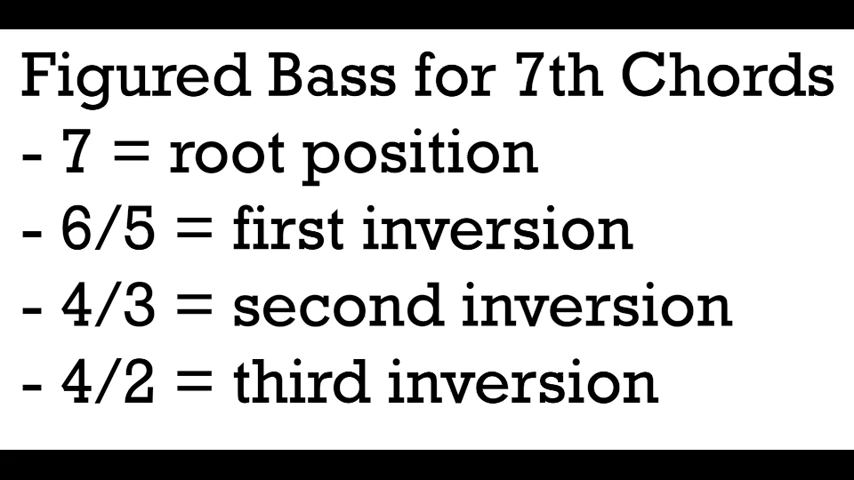 Figured Bass for 7th Chords
- 7 = root position
- 6/5 = first inversion
- 4/3 = second inversion
- 4/2 = third inversion